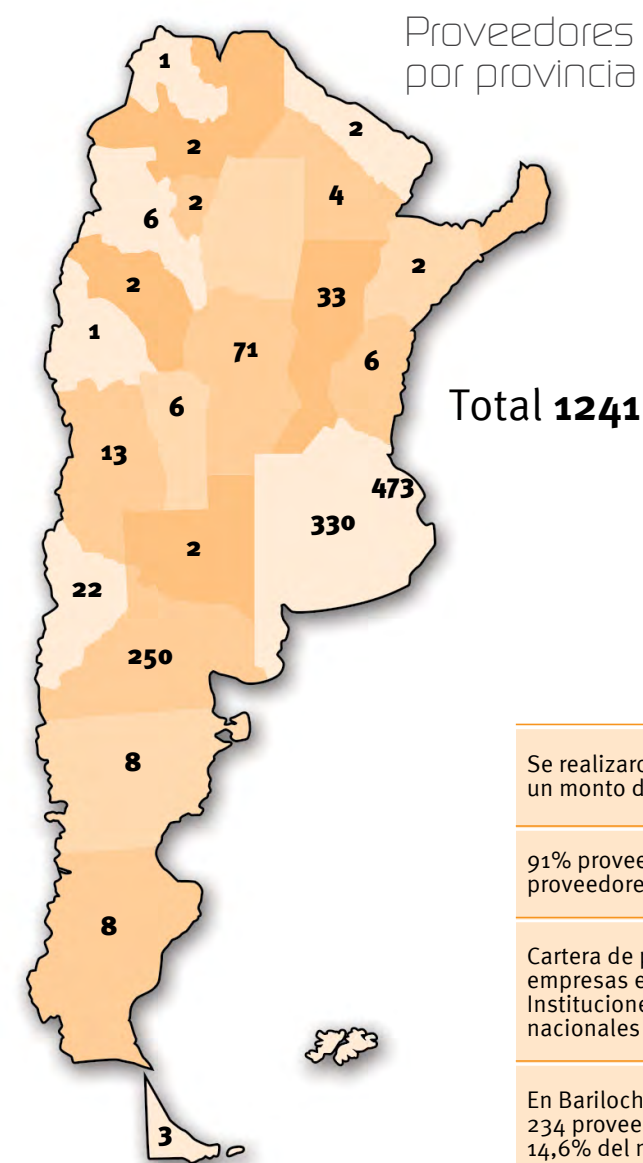 Proveedores
por provincia
1
2
2
4
2
6
2
2
33
1
71
6
6
Total 1241
13
473
330
2
22
250
8
Se realizaro
un monto d
91% provee
proveedore
8
Cartera de p
empresas e
Institucione
nacionales
En Bariloch
234 proveed
14,6% del m
3